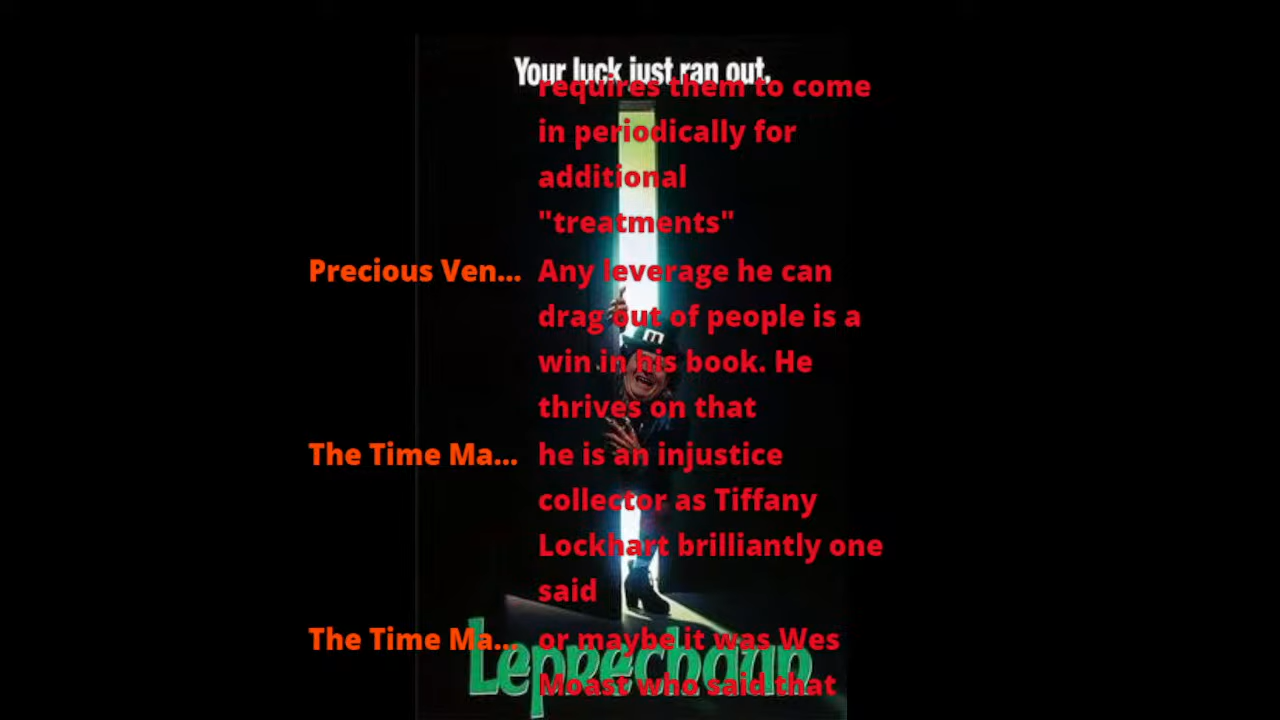 Your luck just ran out.
requires them to come
in periodically for
additional
"treatments"
Precious Ven... Any leverage he can
drag out of people is a
win in his book. He
thrives on that
The Time Ma... he is an injustice
collector as Tiffany
Lockhart brilliantly one
said
The Time Ma... or maybe it was Wes
Moast who said that
Leprechaun